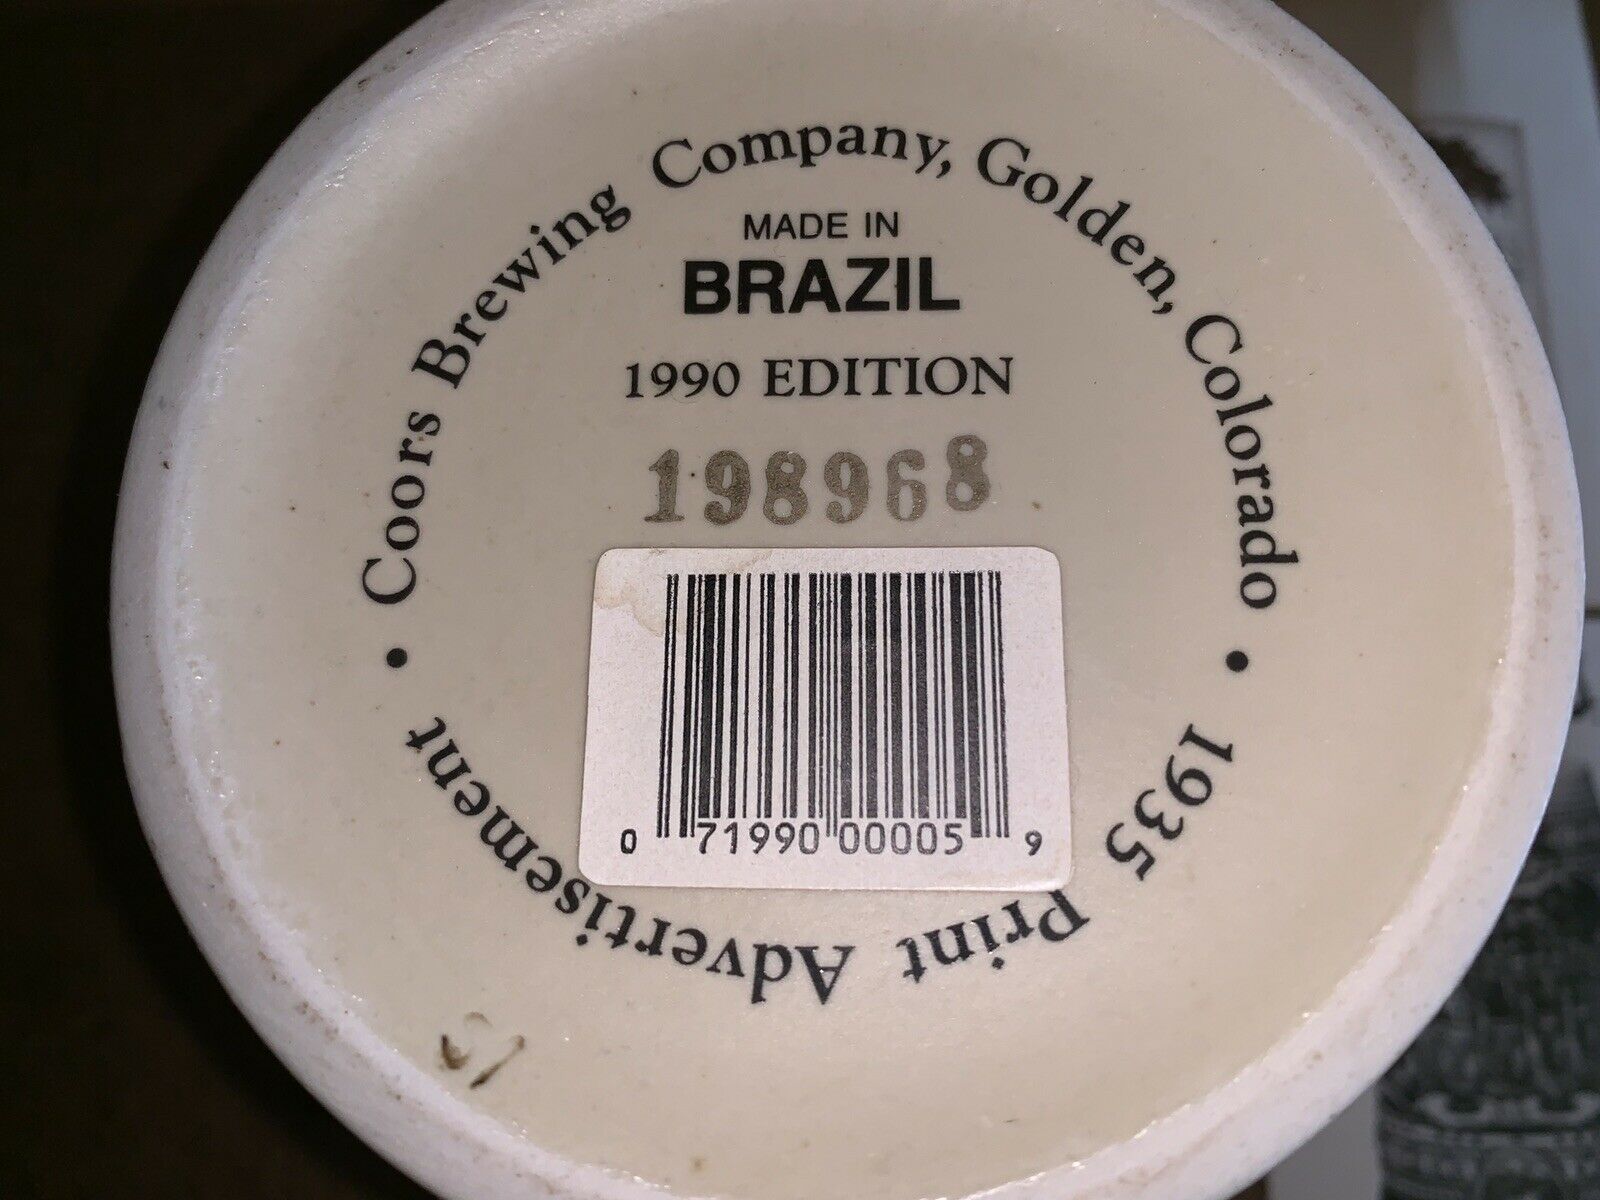 Coors Brewing Company, Golden, Colorado
MADE IN
BRAZIL
1990 EDITION
198968
0 71990 00005 9
• 1935 Print Advertisement •